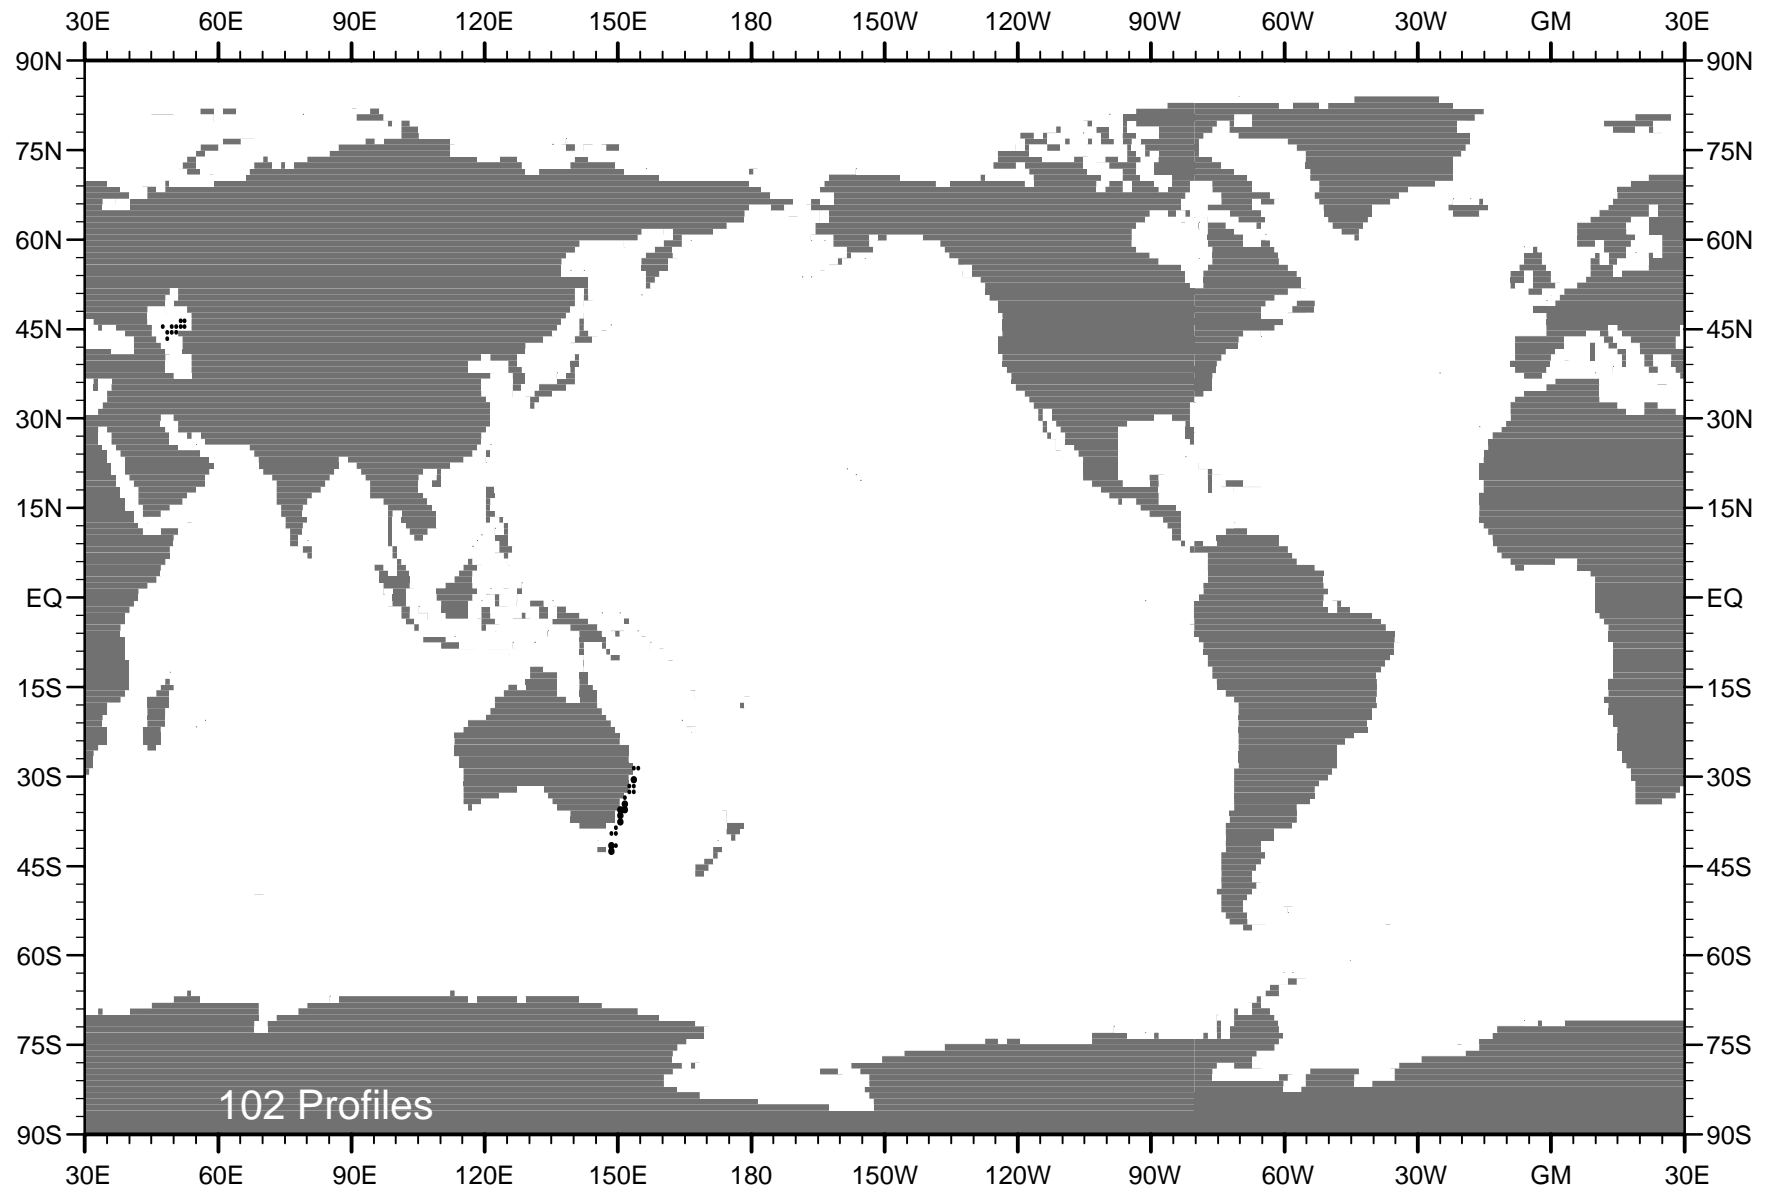 30E 60E 90E 120E 150E 180 150W 120W 90W 60W 30W GM 30E
90N 90N
75N 75N
60N 60N
45N 45N
30N 30N
15N 15N
EQ EQ
15S 15S
30S 30S
45S 45S
60S 60S
75S 75S
102 Profiles
90S 90S
30E 60E 90E 120E 150E 180 150W 120W 90W 60W 30W GM 30E